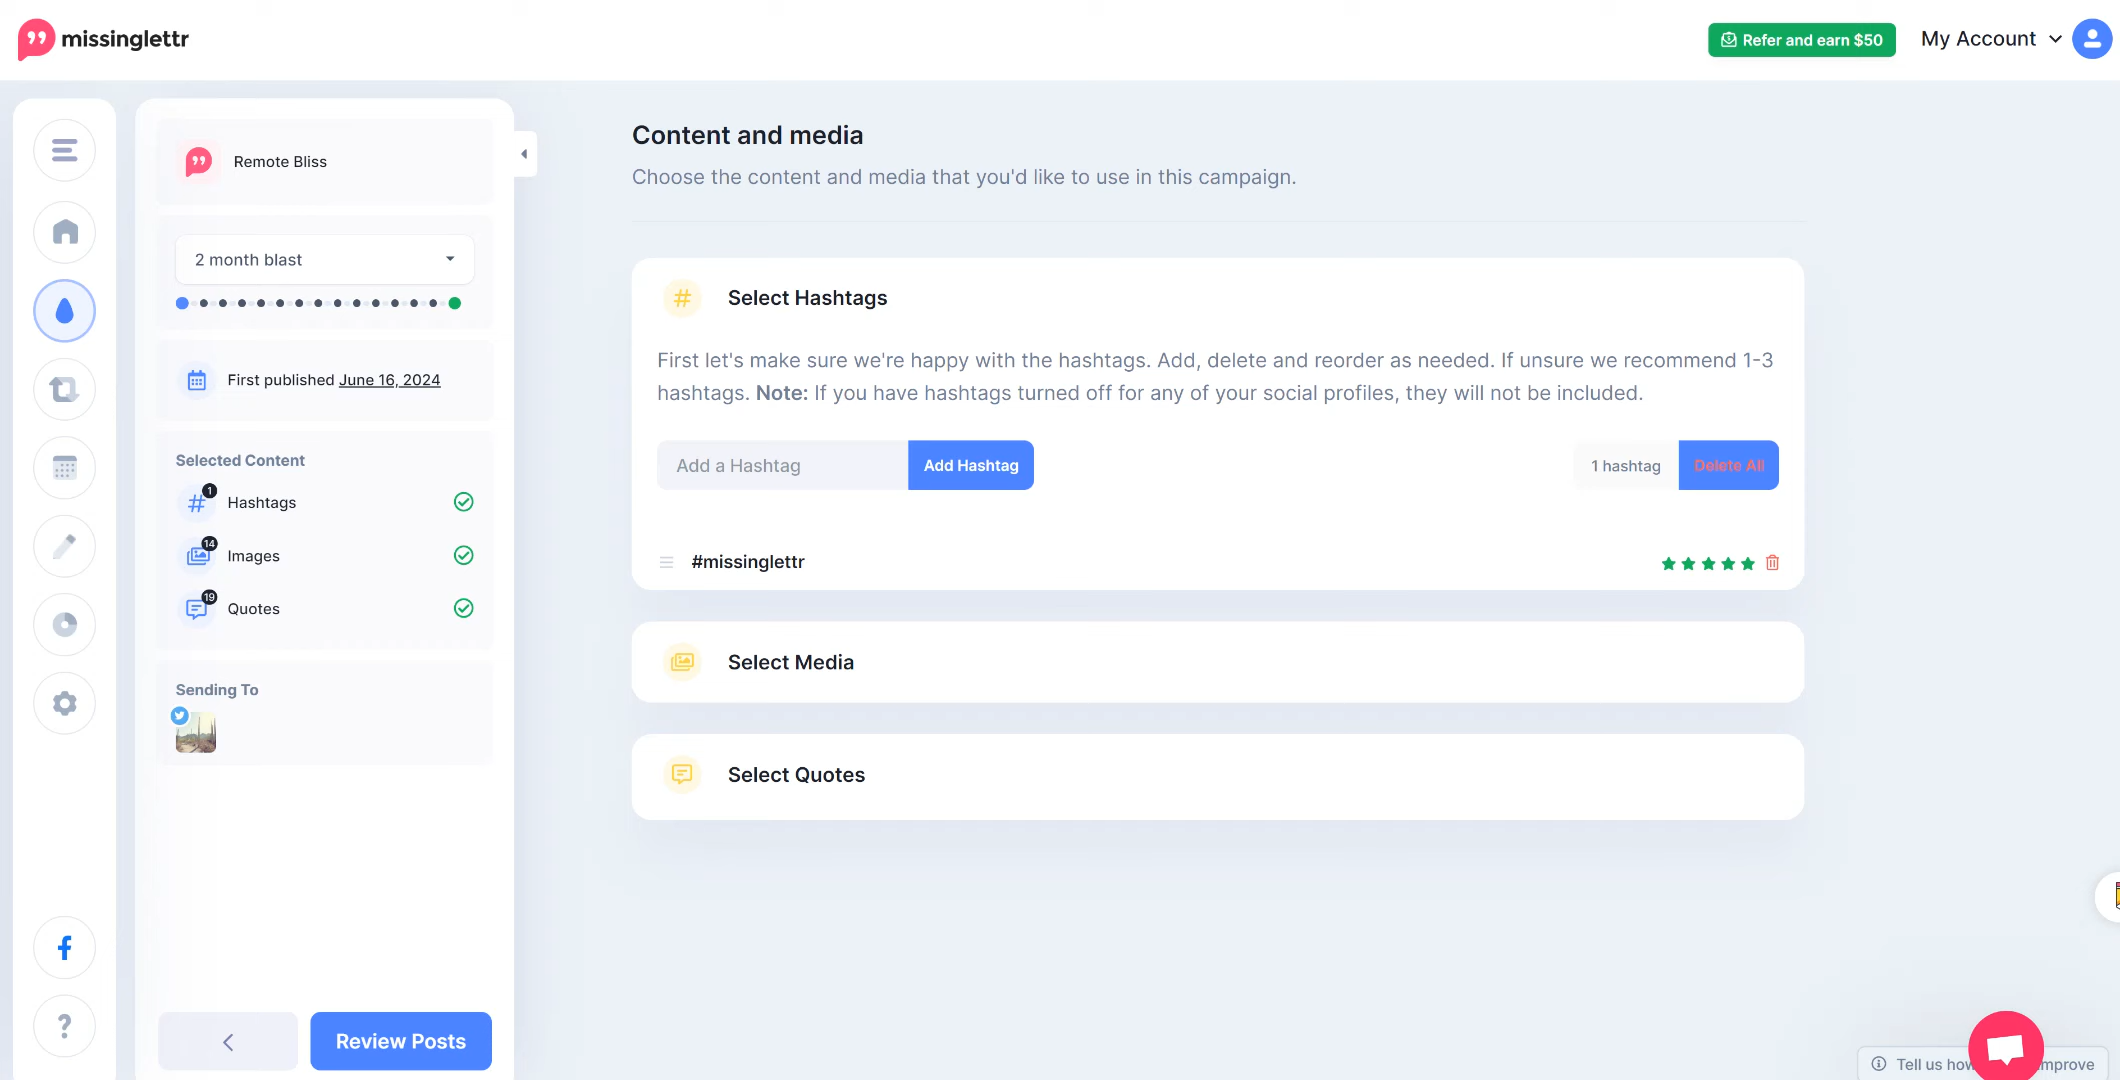 missinglettr
Refer and earn $50
My Account
Remote Bliss
2 month blast
First published June 16, 2024
Selected Content
1
Hashtags
14
Images
19
Quotes
Sending To
Review Posts
Content and media
Choose the content and media that you'd like to use in this campaign.
Select Hashtags
First let's make sure we're happy with the hashtags. Add, delete and reorder as needed. If unsure we recommend 1-3
hashtags. Note: If you have hashtags turned off for any of your social profiles, they will not be included.
Add a Hashtag
Add Hashtag
1 hashtag
Delete All
#missinglettr
Select Media
Select Quotes
Tell us how